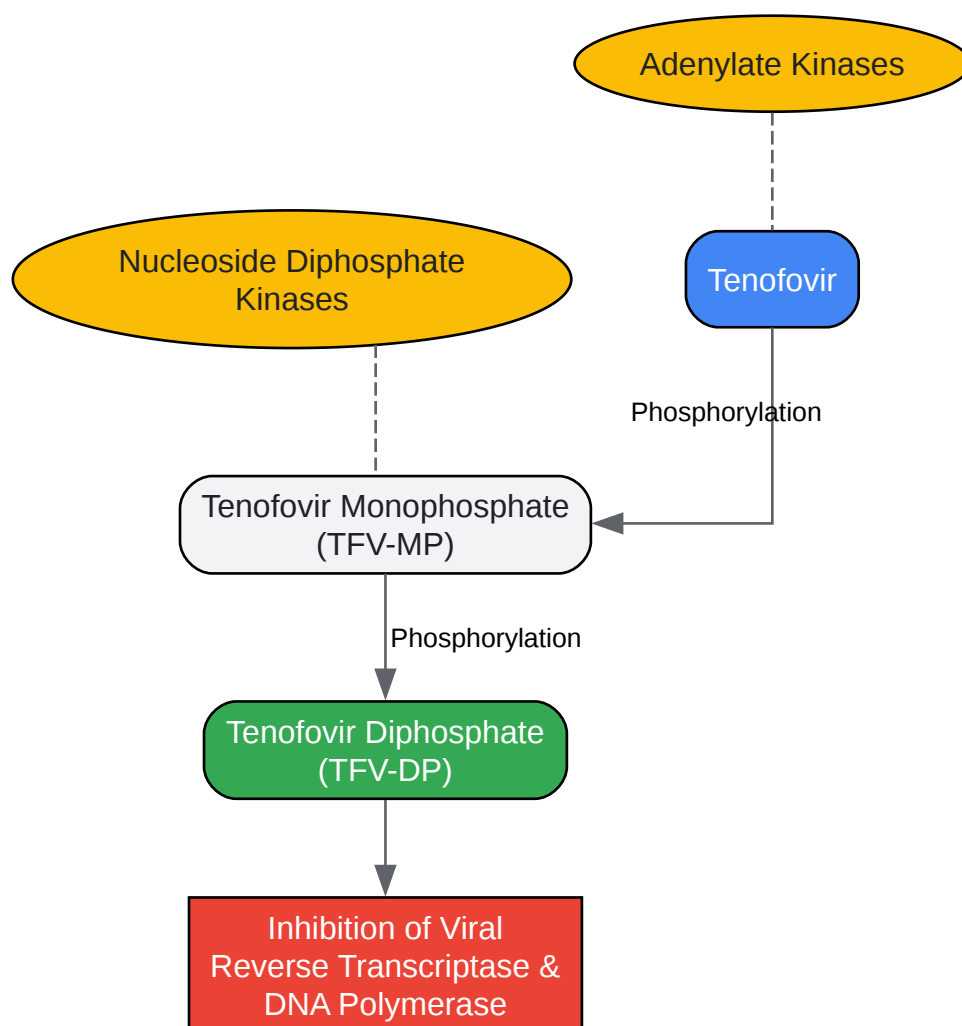 Adenylate Kinases
Nucleoside Diphosphate
Kinases
Tenofovir
Phosphorylation
Tenofovir Monophosphate
(TFV-MP)
Phosphorylation
Tenofovir Diphosphate
(TFV-DP)
Inhibition of Viral
Reverse Transcriptase &
DNA Polymerase